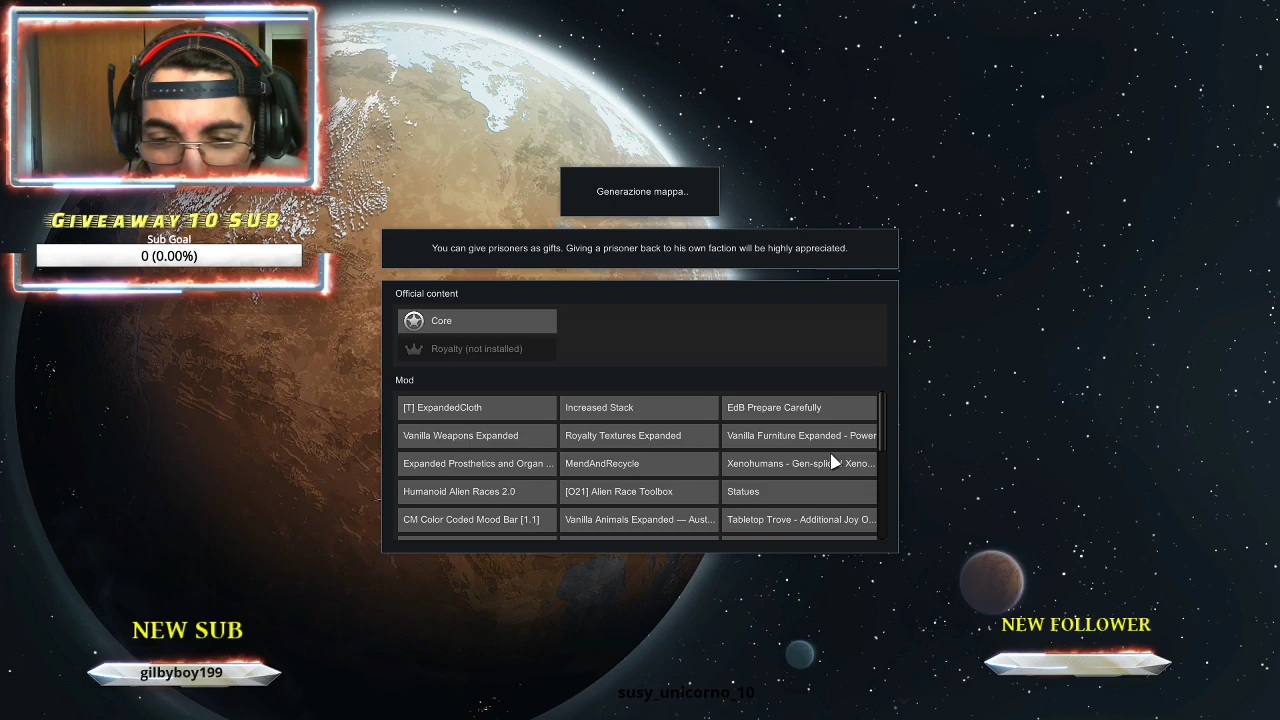 GIVEAWAY 10 SUB
Sub Goal
0 (0.00%)
Generazione mappa..
You can give prisoners as gifts. Giving a prisoner back to his own faction will be highly appreciated.
Official content
Core
Royalty (not installed)
Mod
[T] ExpandedCloth
Increased Stack
EdB Prepare Carefully
Vanilla Weapons Expanded
Royalty Textures Expanded
Vanilla Furniture Expanded - Power
Expanded Prosthetics and Organ ...
MendAndRecycle
Xenohumans - Gen-splic Xeno...
Humanoid Alien Races 2.0
[O21] Alien Race Toolbox
Statues
CM Color Coded Mood Bar [1.1]
Vanilla Animals Expanded — Aust...
Tabletop Trove - Additional Joy O...
NEW SUB
gilbyboy199
NEW FOLLOWER
susy_unicorno_10